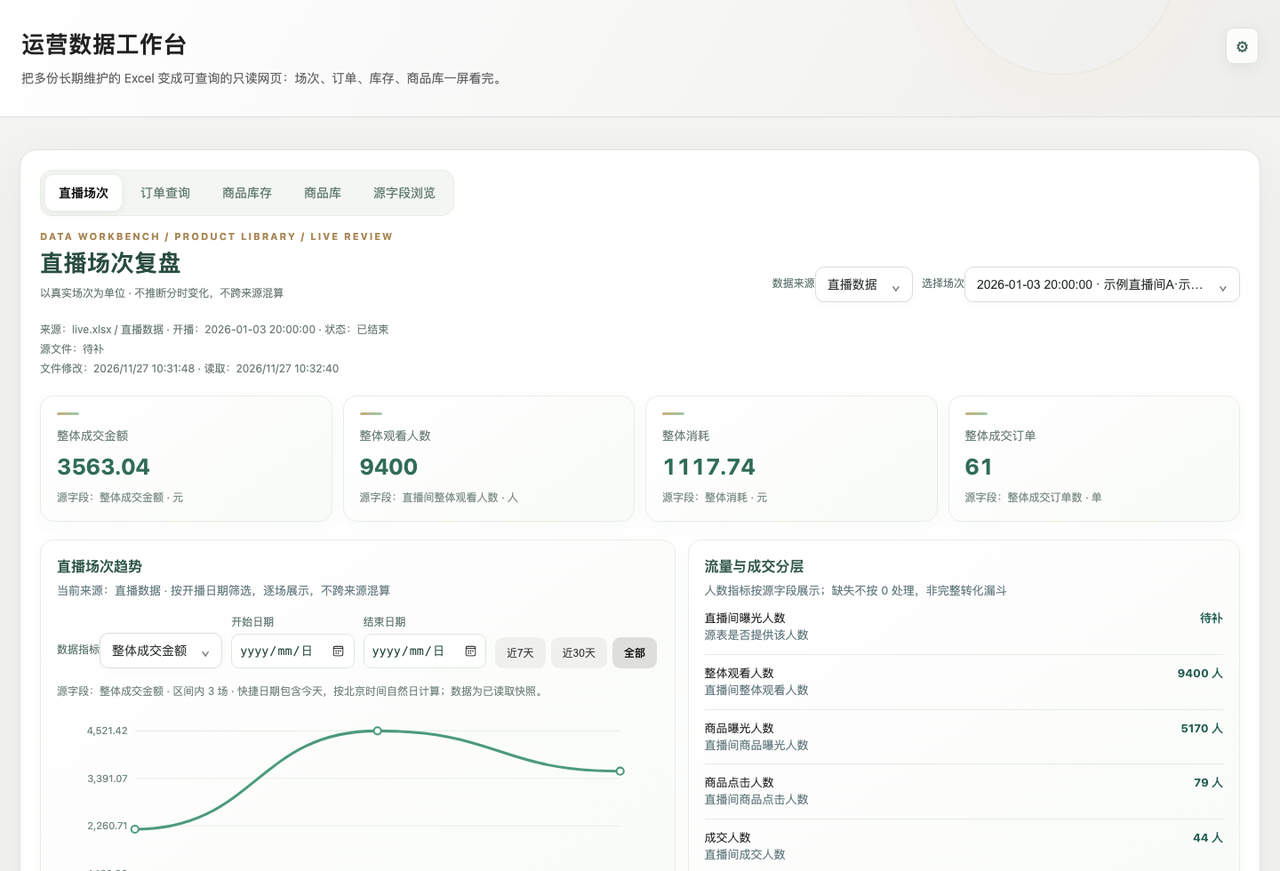 运营数据工作台
把多份长期维护的 Excel 变成可查询的只读网页：场次、订单、库存、商品库一屏看完。
直播场次
订单查询
商品库存
商品库
源字段浏览
DATA WORKBENCH / PRODUCT LIBRARY / LIVE REVIEW
直播场次复盘
以真实场次为单位 · 不推断分时变化，不跨来源混算
数据来源
直播数据
选择场次
2026-01-03 20:00:00 · 示例直播间A·示...
来源：live.xlsx / 直播数据 · 开播：2026-01-03 20:00:00 · 状态：已结束
源文件：待补
文件修改：2026/11/27 10:31:48 · 读取：2026/11/27 10:32:40
整体成交金额
3563.04
源字段：整体成交金额 · 元
整体观看人数
9400
源字段：直播间整体观看人数 · 人
整体消耗
1117.74
源字段：整体消耗 · 元
整体成交订单
61
源字段：整体成交订单数 · 单
直播场次趋势
当前来源：直播数据 · 按开播日期筛选，逐场展示，不跨来源混算
数据指标
整体成交金额
开始日期
yyyy/mm/日
结束日期
yyyy/mm/日
近7天
近30天
全部
源字段：整体成交金额 · 区间内 3 场 · 快捷日期包含今天，按北京时间自然日计算；数据为已读取快照。
4,521.42
3,391.07
2,260.71
流量与成交分层
人数指标按源字段展示；缺失不按 0 处理，非完整转化漏斗
直播间曝光人数
待补
源表是否提供该人数
整体观看人数
9400 人
直播间整体观看人数
商品曝光人数
5170 人
直播间商品曝光人数
商品点击人数
79 人
直播间商品点击人数
成交人数
44 人
直播间成交人数